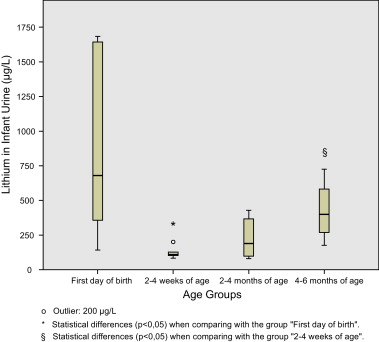 Lithium in Infant Urine (µg/L)
1750
1500
1250
1000
750
500
250
0
§
*
o
First day of birth 2-4 weeks of age 2-4 months of age 4-6 months of age
Age Groups
o Outlier: 200 µg/L
* Statistical differences (p<0,05) when comparing with the group "First day of birth".
§ Statistical differences (p<0,05) when comparing with the group "2-4 weeks of age".